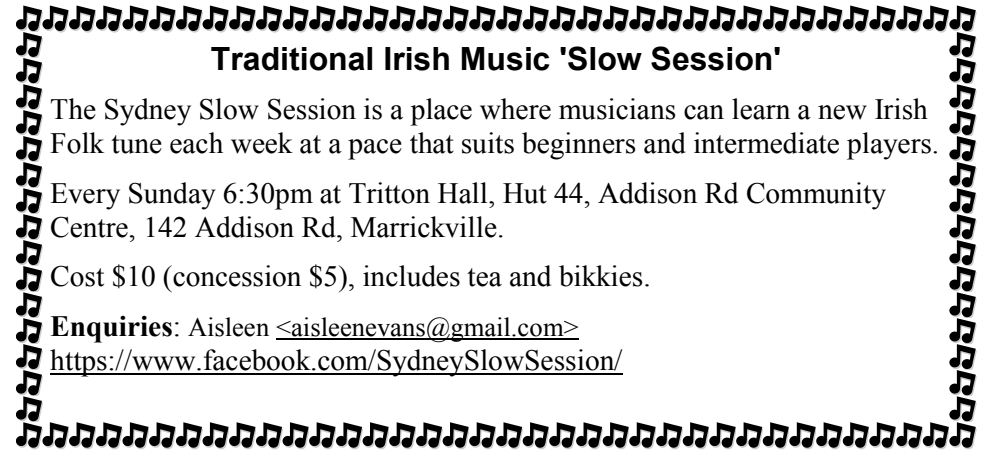 Traditional Irish Music 'Slow Session'
The Sydney Slow Session is a place where musicians can learn a new Irish
Folk tune each week at a pace that suits beginners and intermediate players.
Every Sunday 6:30pm at Tritton Hall, Hut 44, Addison Rd Community
Centre, 142 Addison Rd, Marrickville.
Cost $10 (concession $5), includes tea and bikkies.
Enquiries: Aisleen <aisleenevans@gmail.com>
https://www.facebook.com/SydneySlowSession/